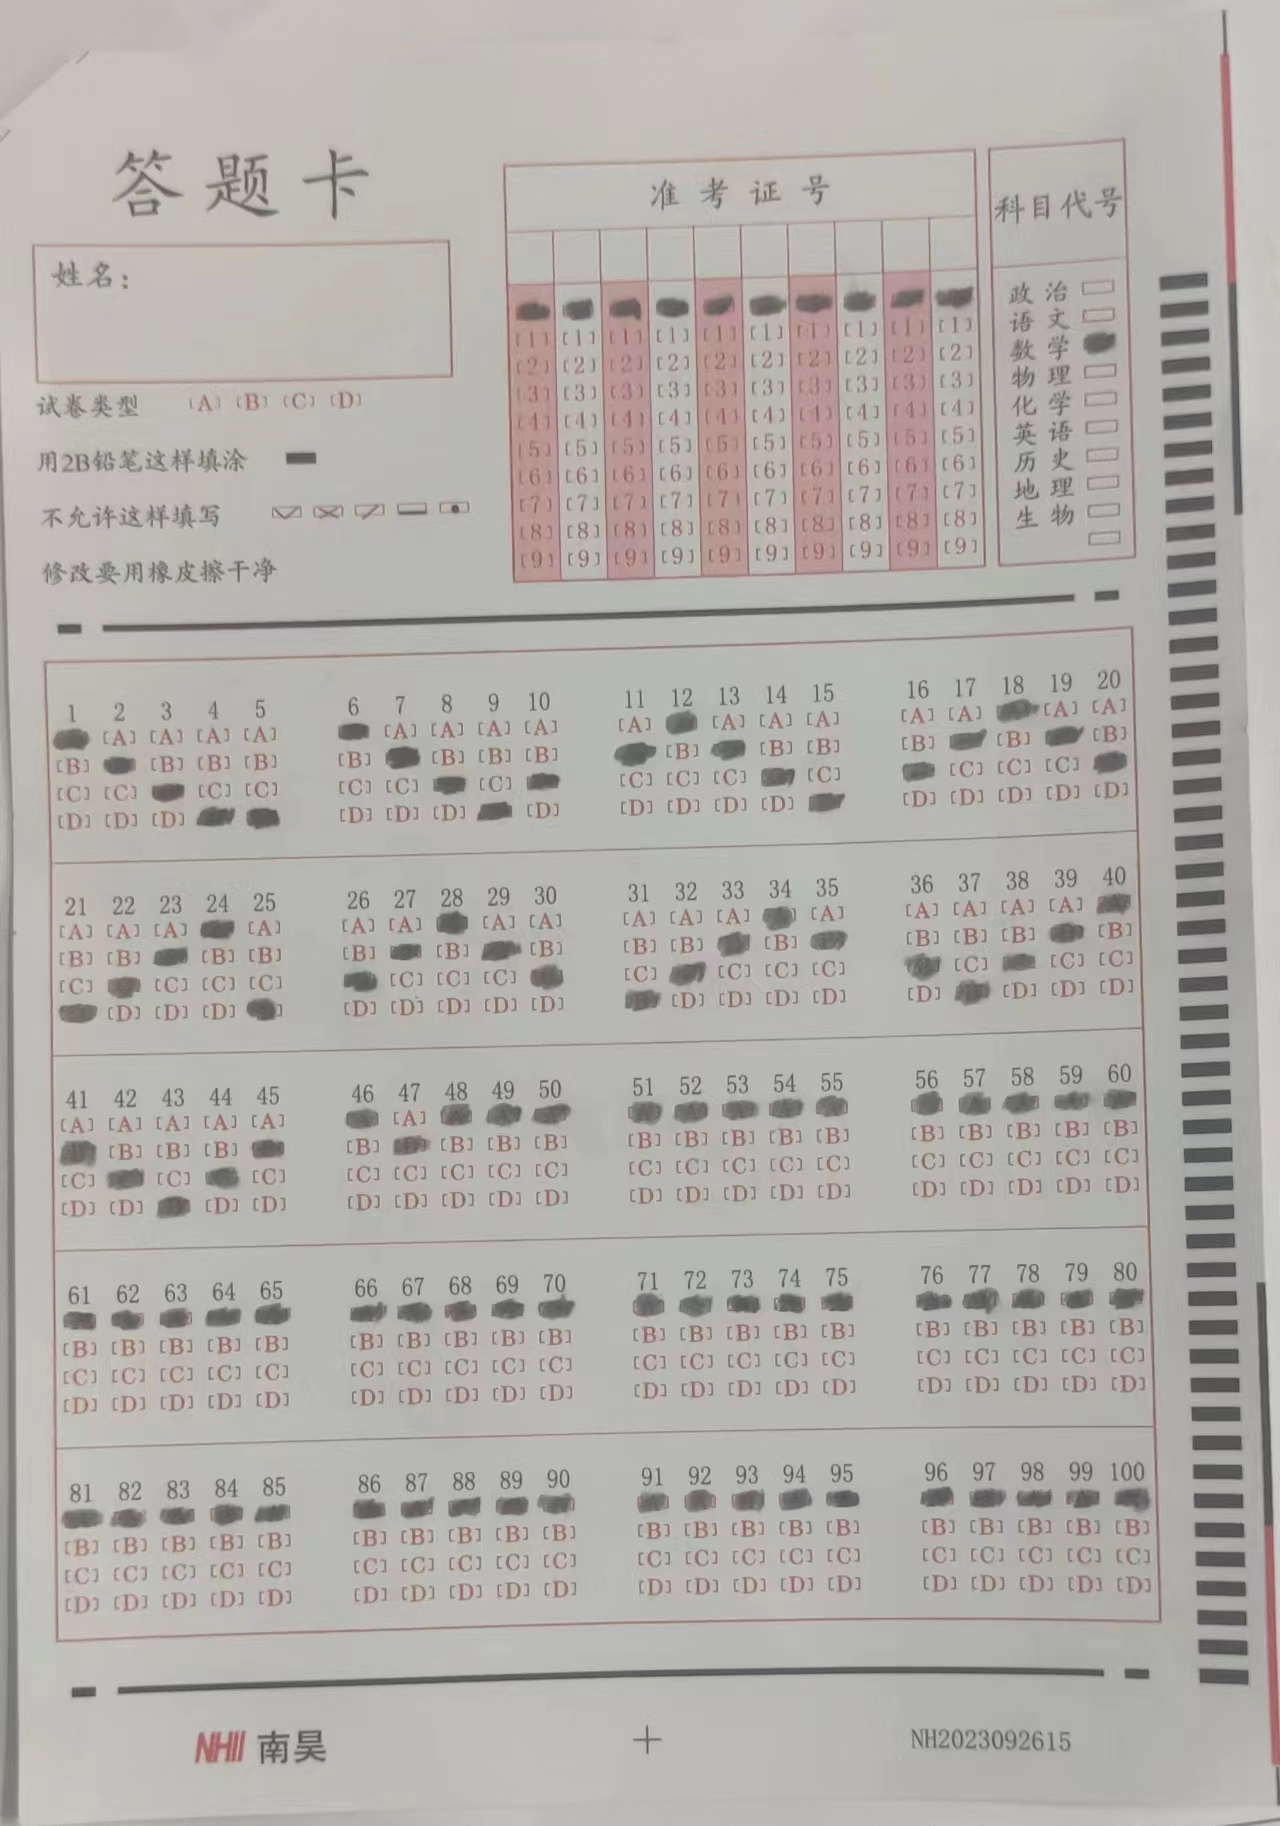 答题卡
准考证号
科目代号
姓名：
试卷类型 [A] [B] [C] [D]
用2B铅笔这样填涂
不允许这样填写
修改要用橡皮擦干净
[1] [1] [1] [1] [1] [1] [1] [1] [1] [1]
[2] [2] [2] [2] [2] [2] [2] [2] [2] [2]
[3] [3] [3] [3] [3] [3] [3] [3] [3] [3]
[4] [4] [4] [4] [4] [4] [4] [4] [4] [4]
[5] [5] [5] [5] [5] [5] [5] [5] [5] [5]
[6] [6] [6] [6] [6] [6] [6] [6] [6] [6]
[7] [7] [7] [7] [7] [7] [7] [7] [7] [7]
[8] [8] [8] [8] [8] [8] [8] [8] [8] [8]
[9] [9] [9] [9] [9] [9] [9] [9] [9] [9]
政治
语文
数学
物理
化学
英语
历史
地理
生物
1 2 3 4 5 6 7 8 9 10 11 12 13 14 15 16 17 18 19 20
[A] [A] [A] [A] [A] [A] [A] [A] [A] [A] [A] [A] [A] [A] [A] [A]
[B] [B] [B] [B] [B] [B] [B] [B] [B] [B] [B] [B] [B] [B] [B]
[C] [C] [C] [C] [C] [C] [C] [C] [C] [C] [C] [C] [C] [C]
[D] [D] [D] [D] [D] [D] [D] [D] [D] [D] [D] [D] [D] [D] [D] [D]
21 22 23 24 25 26 27 28 29 30 31 32 33 34 35 36 37 38 39 40
[A] [A] [A] [A] [A] [A] [A] [A] [A] [A] [A] [A] [A] [A] [A] [A]
[B] [B] [B] [B] [B] [B] [B] [B] [B] [B] [B] [B] [B] [B]
[C] [C] [C] [C] [C] [C] [C] [C] [C] [C] [C] [C] [C]
[D] [D] [D] [D] [D] [D] [D] [D] [D] [D] [D] [D] [D] [D] [D] [D]
41 42 43 44 45 46 47 48 49 50 51 52 53 54 55 56 57 58 59 60
[A] [A] [A] [A] [A] [A]
[B] [B] [B] [B] [B] [B] [B] [B] [B] [B] [B] [B] [B] [B] [B] [B] [B]
[C] [C] [C] [C] [C] [C] [C] [C] [C] [C] [C] [C] [C] [C] [C] [C] [C] [C]
[D] [D] [D] [D] [D] [D] [D] [D] [D] [D] [D] [D] [D] [D] [D] [D] [D] [D] [D]
61 62 63 64 65 66 67 68 69 70 71 72 73 74 75 76 77 78 79 80
[B] [B] [B] [B] [B] [B] [B] [B] [B] [B] [B] [B] [B] [B] [B] [B] [B] [B] [B] [B]
[C] [C] [C] [C] [C] [C] [C] [C] [C] [C] [C] [C] [C] [C] [C] [C] [C] [C] [C] [C]
[D] [D] [D] [D] [D] [D] [D] [D] [D] [D] [D] [D] [D] [D] [D] [D] [D] [D] [D] [D]
81 82 83 84 85 86 87 88 89 90 91 92 93 94 95 96 97 98 99 100
[B] [B] [B] [B] [B] [B] [B] [B] [B] [B] [B] [B] [B] [B] [B] [B] [B] [B] [B] [B]
[C] [C] [C] [C] [C] [C] [C] [C] [C] [C] [C] [C] [C] [C] [C] [C] [C] [C] [C] [C]
[D] [D] [D] [D] [D] [D] [D] [D] [D] [D] [D] [D] [D] [D] [D] [D] [D] [D] [D] [D]
NHII 南昊
NH2023092615